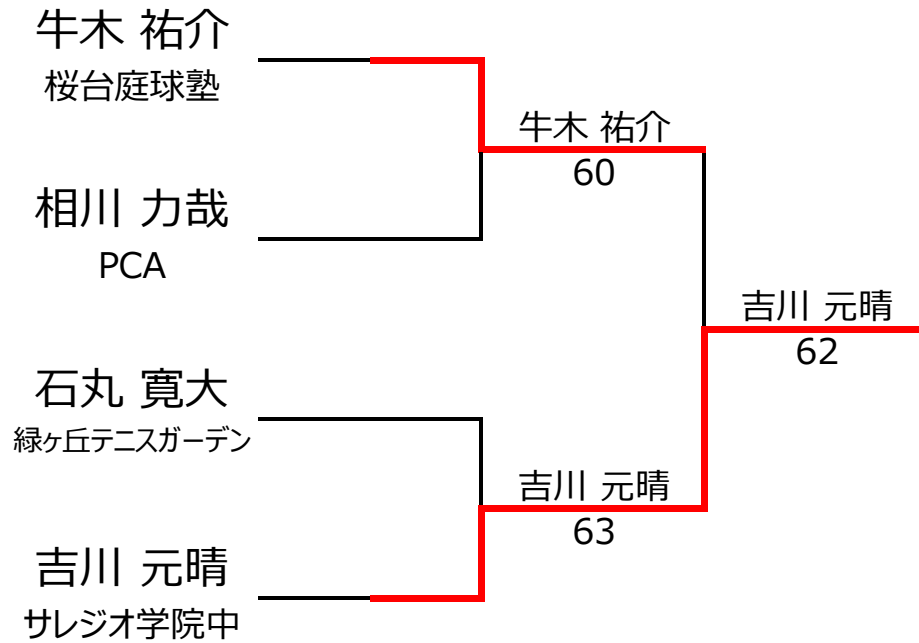 牛木 祐介
桜台庭球塾
牛木 祐介
60
相川 力哉
PCA
吉川 元晴
62
石丸 寛大
緑ヶ丘テニスガーデン
吉川 元晴
63
吉川 元晴
サレジオ学院中